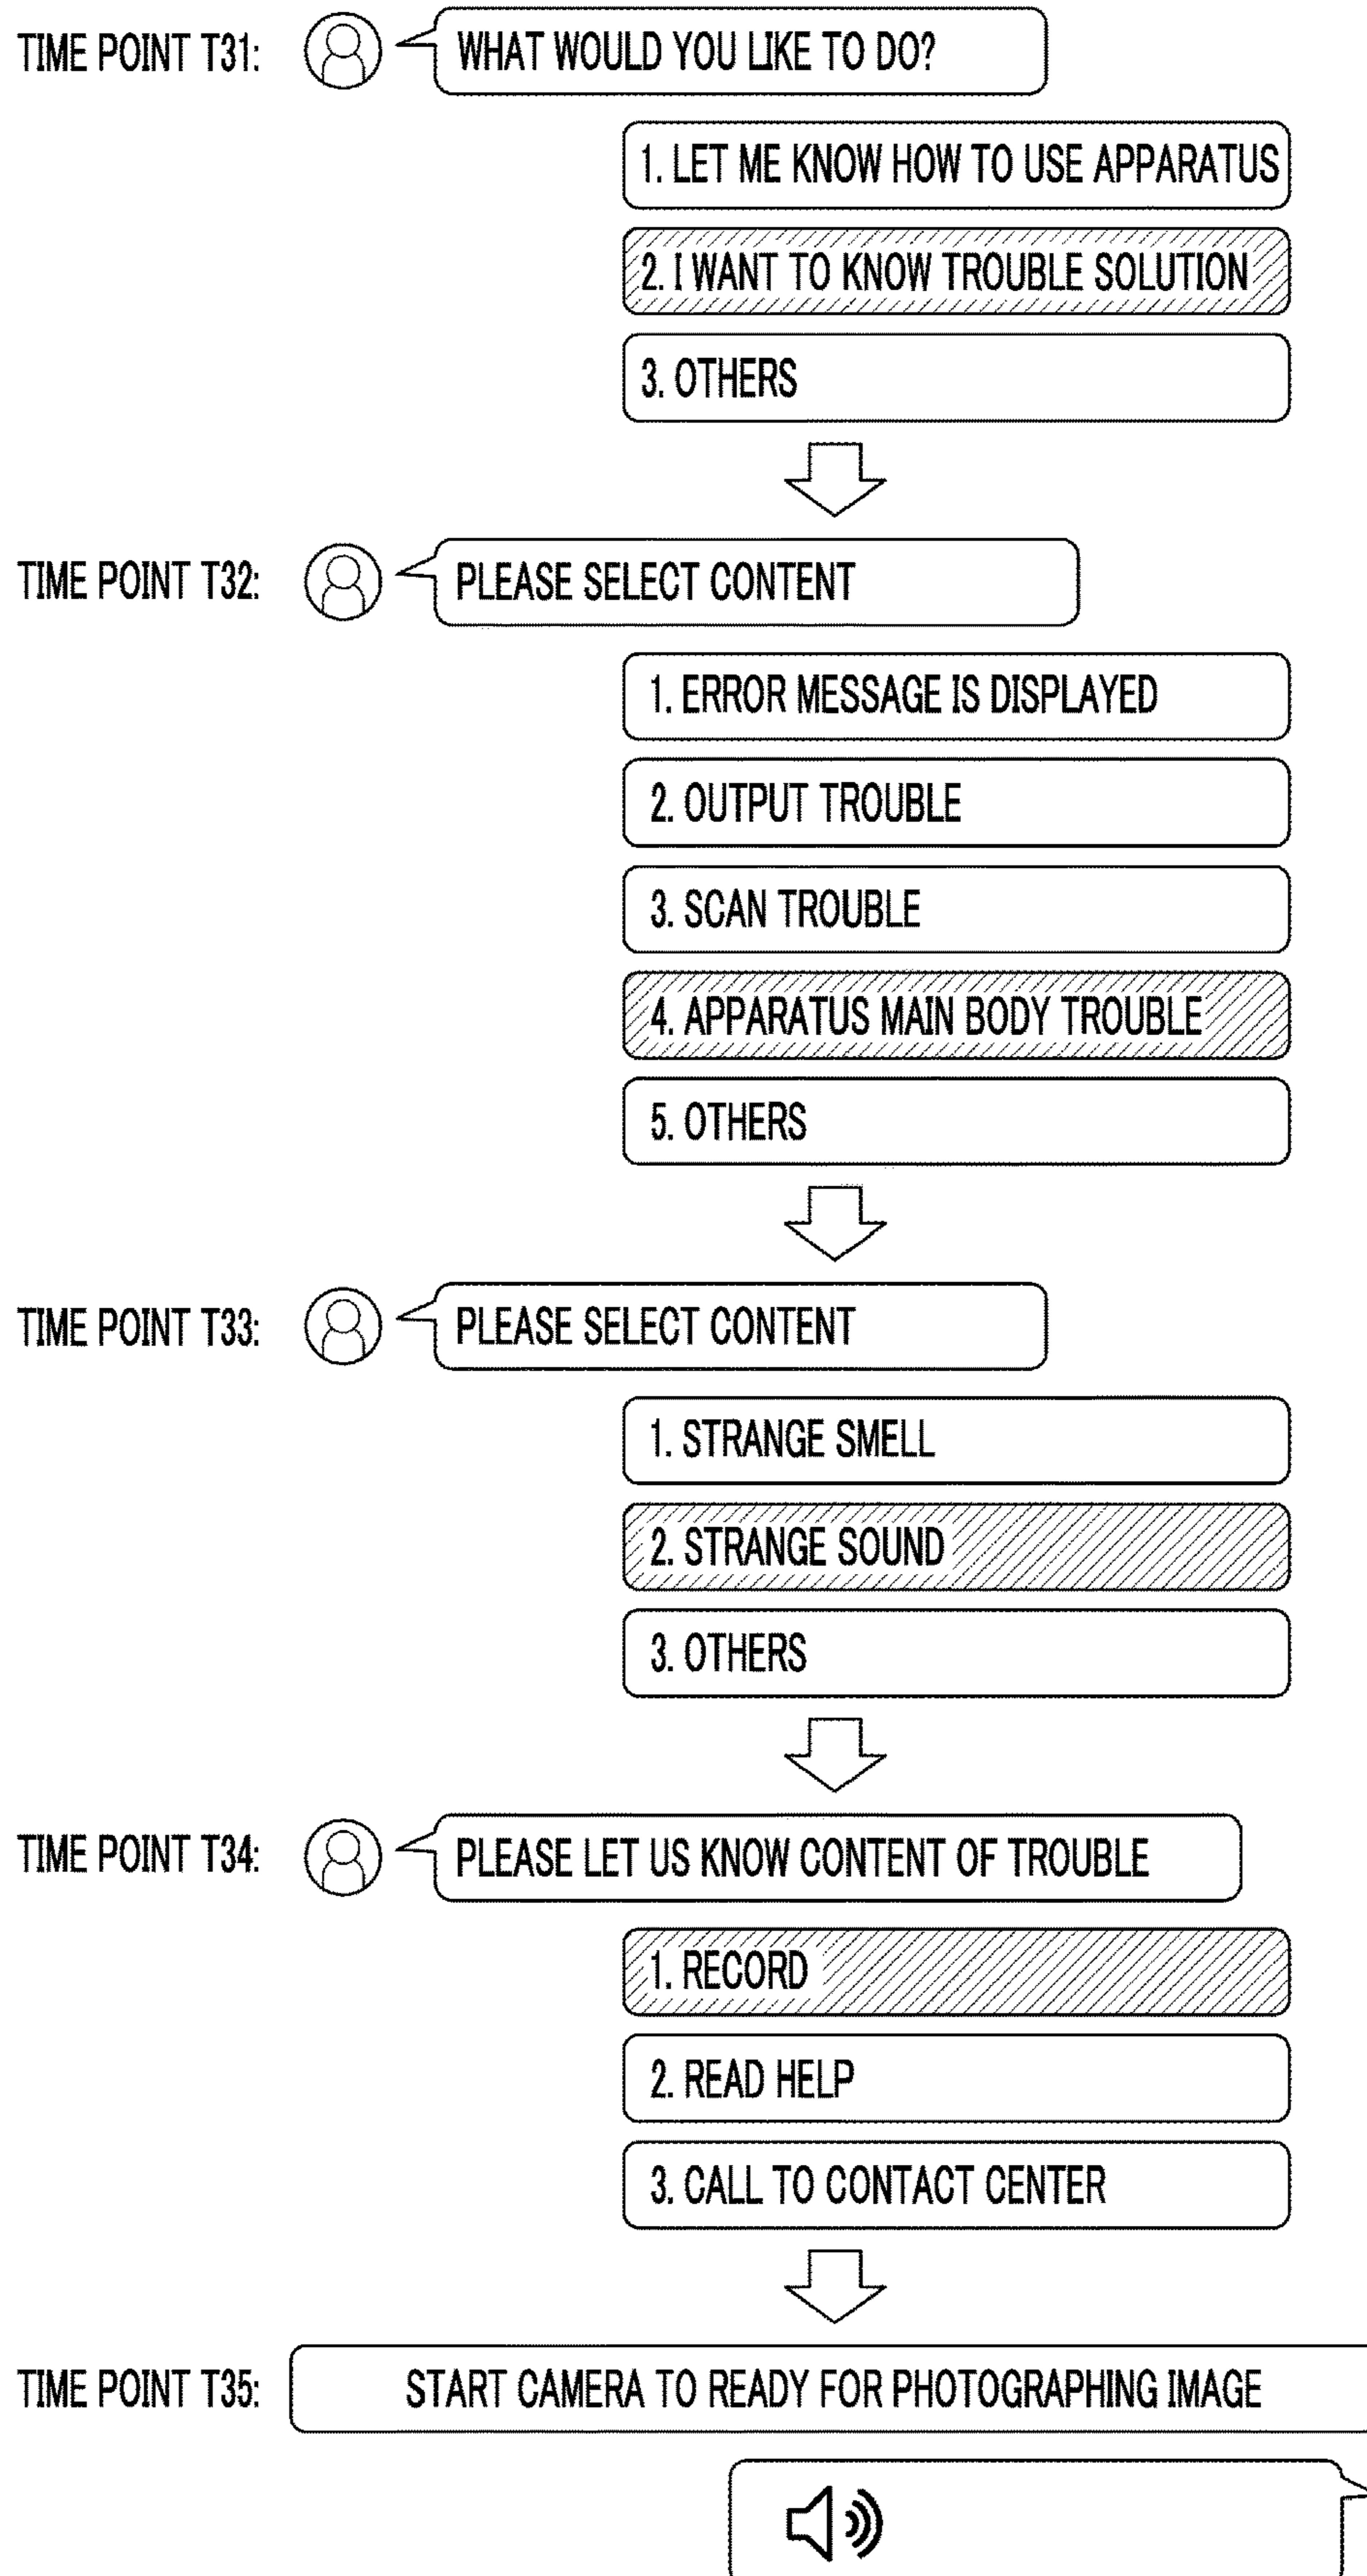 TIME POINT T31: WHAT WOULD YOU LIKE TO DO?
1. LET ME KNOW HOW TO USE APPARATUS
2. I WANT TO KNOW TROUBLE SOLUTION
3. OTHERS
TIME POINT T32: PLEASE SELECT CONTENT
1. ERROR MESSAGE IS DISPLAYED
2. OUTPUT TROUBLE
3. SCAN TROUBLE
4. APPARATUS MAIN BODY TROUBLE
5. OTHERS
TIME POINT T33: PLEASE SELECT CONTENT
1. STRANGE SMELL
2. STRANGE SOUND
3. OTHERS
TIME POINT T34: PLEASE LET US KNOW CONTENT OF TROUBLE
1. RECORD
2. READ HELP
3. CALL TO CONTACT CENTER
TIME POINT T35: START CAMERA TO READY FOR PHOTOGRAPHING IMAGE